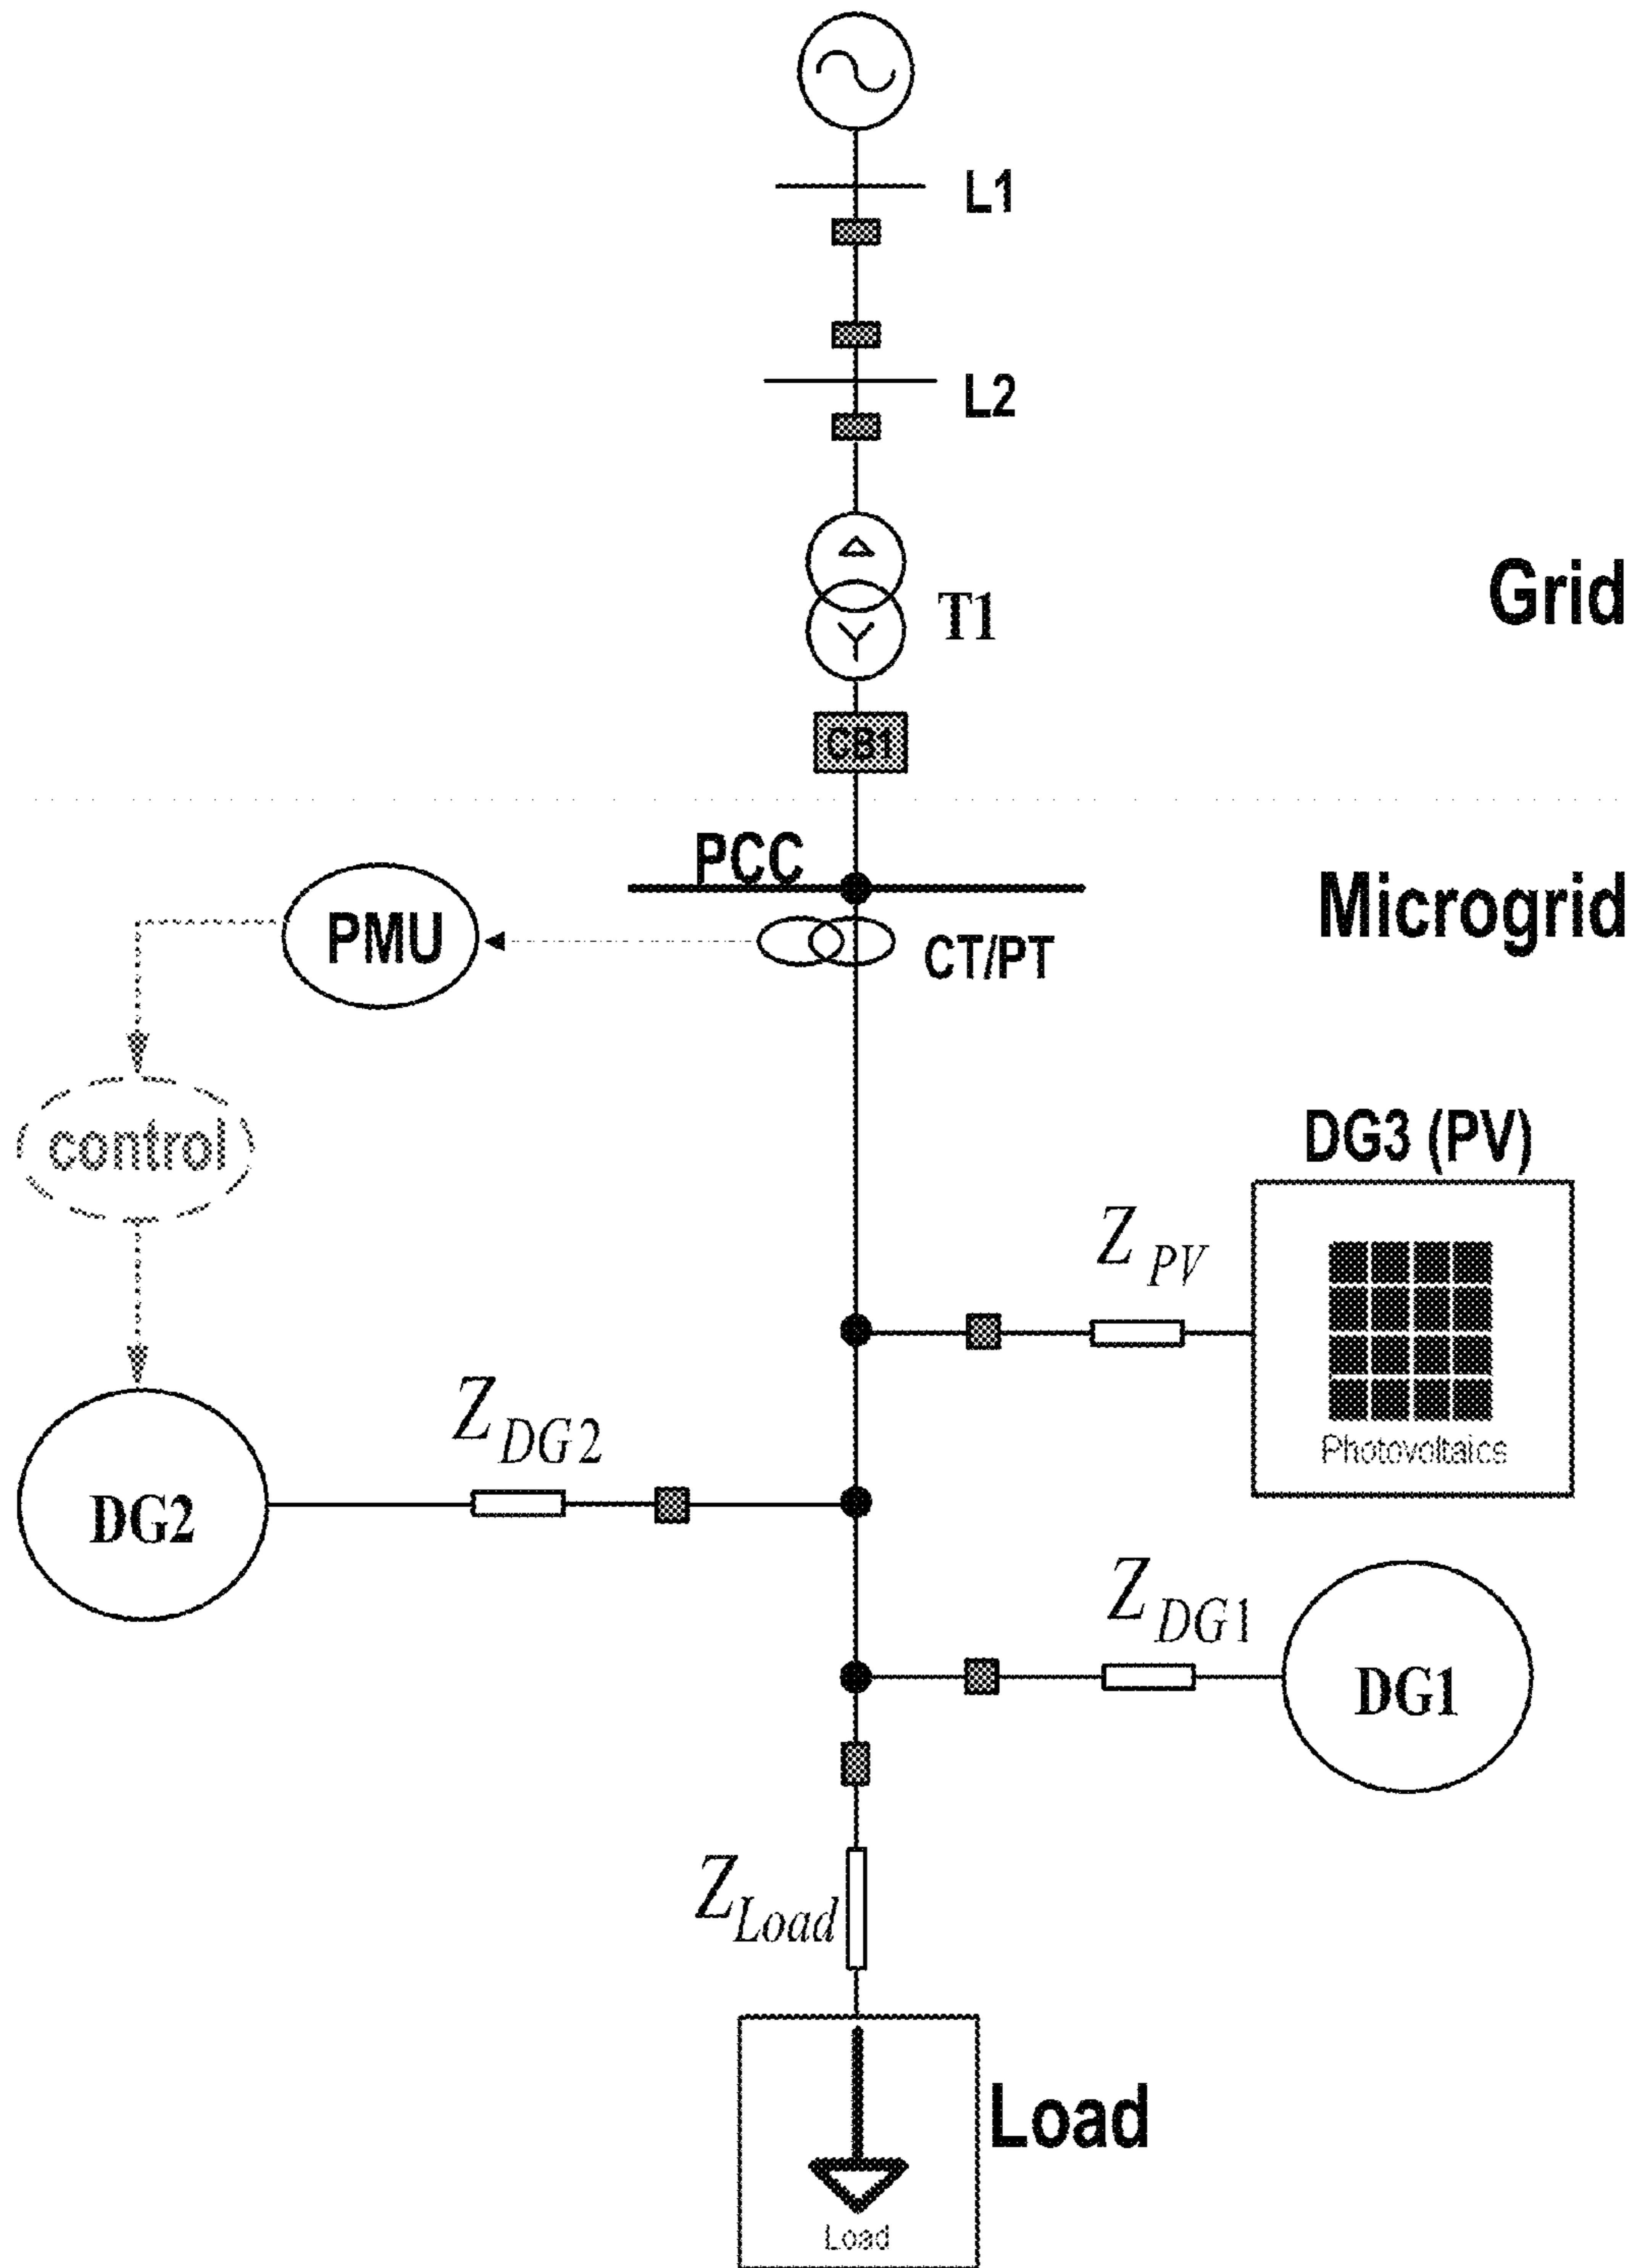 L1
L2
T1
Grid
CB1
PCC
Microgrid
PMU
CT/PT
control
DG3 (PV)
Z PV
Photovoltaics
Z DG2
DG2
Z DG1
DG1
Z Load
Load
Load